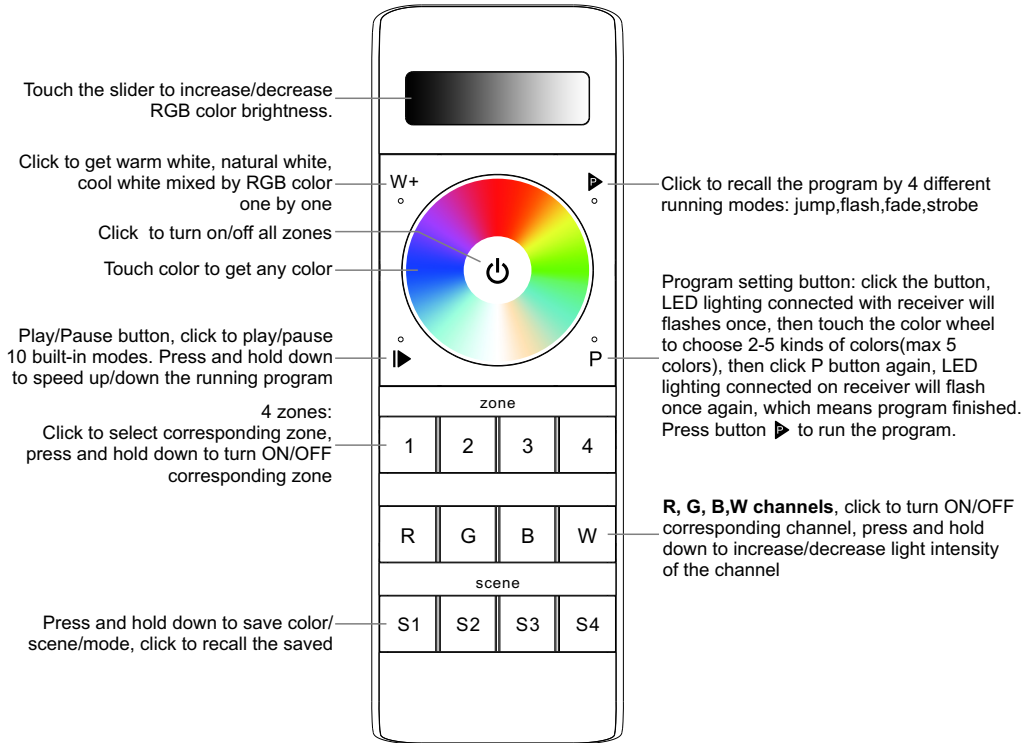 Touch the slider to increase/decrease
RGB color brightness.
Click to get warm white, natural white,
cool white mixed by RGB color
one by one
Click to turn on/off all zones
Touch color to get any color
Play/Pause button, click to play/pause
10 built-in modes. Press and hold down
to speed up/down the running program
4 zones:
Click to select corresponding zone,
press and hold down to turn ON/OFF
corresponding zone
Press and hold down to save color/
scene/mode, click to recall the saved
W+
P
P
zone
1 2 3 4
R G B W
scene
S1 S2 S3 S4
Click to recall the program by 4 different
running modes: jump,flash,fade,strobe
Program setting button: click the button,
LED lighting connected with receiver will
flashes once, then touch the color wheel
to choose 2-5 kinds of colors(max 5
colors), then click P button again, LED
lighting connected on receiver will flash
once again, which means program finished.
Press button P to run the program.
R, G, B,W channels, click to turn ON/OFF
corresponding channel, press and hold
down to increase/decrease light intensity
of the channel